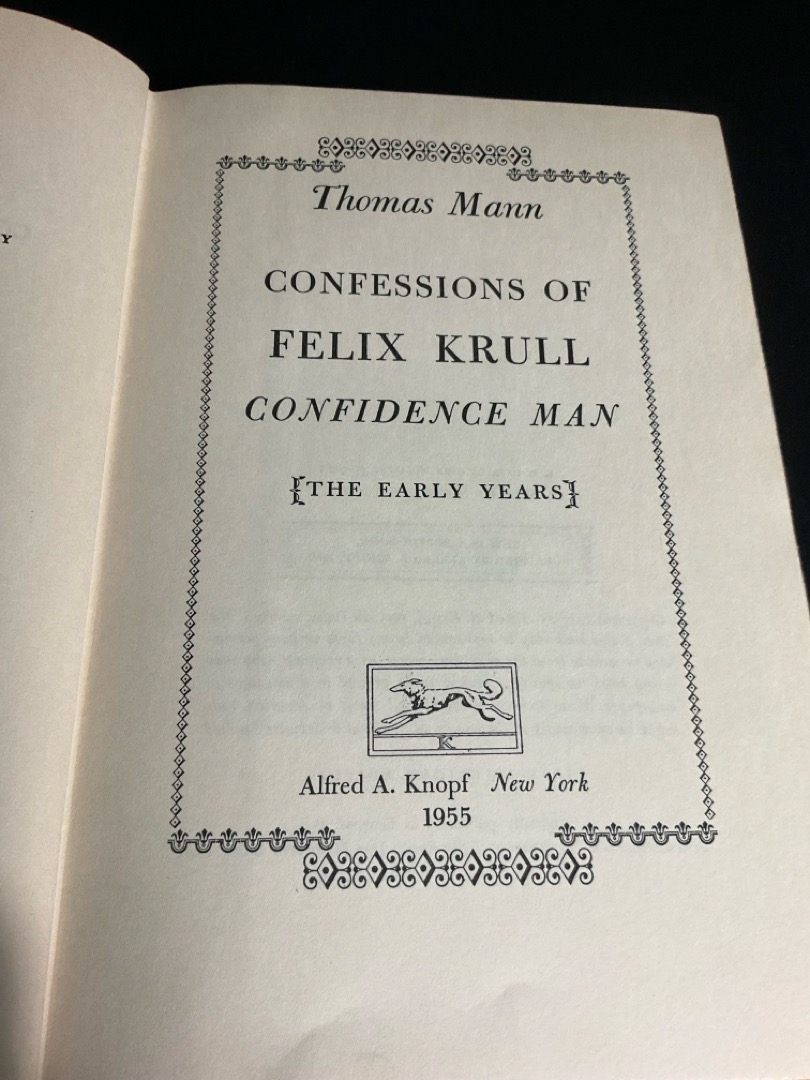 Y
Thomas Mann
CONFESSIONS OF
FELIX KRULL
CONFIDENCE MAN
[THE EARLY YEARS]
K
Alfred A. Knopf New York
1955